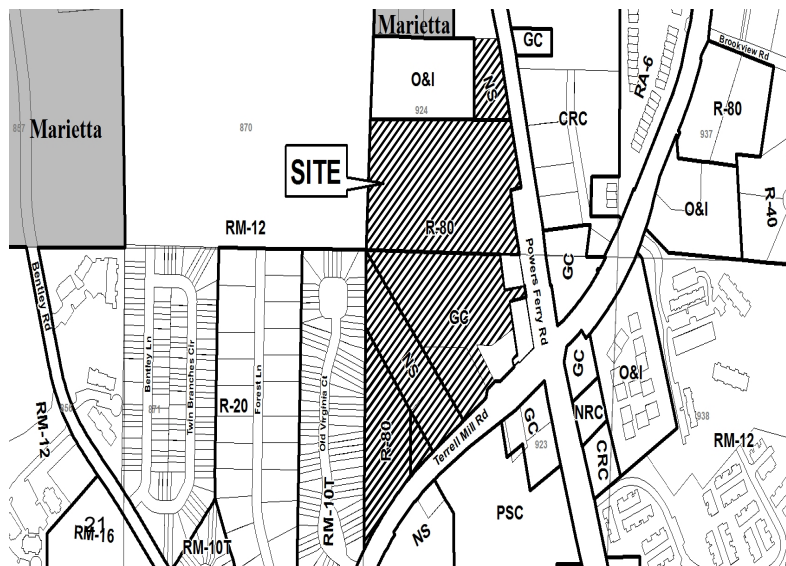 Marietta
GC
NS
O&I
924
Brookview Rd
RA-6
R-80
937
CRC
857
Marietta
870
SITE
R-40
O&I
RM-12
R-80
Powers Ferry Rd
GC
Bentley Rd
GC
Bentley Ln
Twin Branches Cir
R-20
Forest Ln
Old Virginia Ct
NS
GC
O&I
NRC
RM-12
871
R-80
Terrell Mill Rd
GC
923
CRC
938
RM-12
RM-10T
PSC
21
RM-16
RM-10T
NS